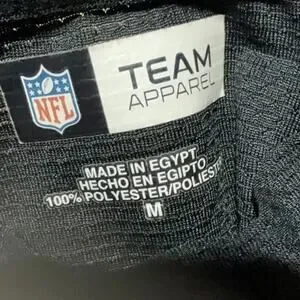 NFL
TEAM
APPAREL
MADE IN EGYPT
HECHO EN EGIPTO
100% POLYESTER/POLIESTER
M